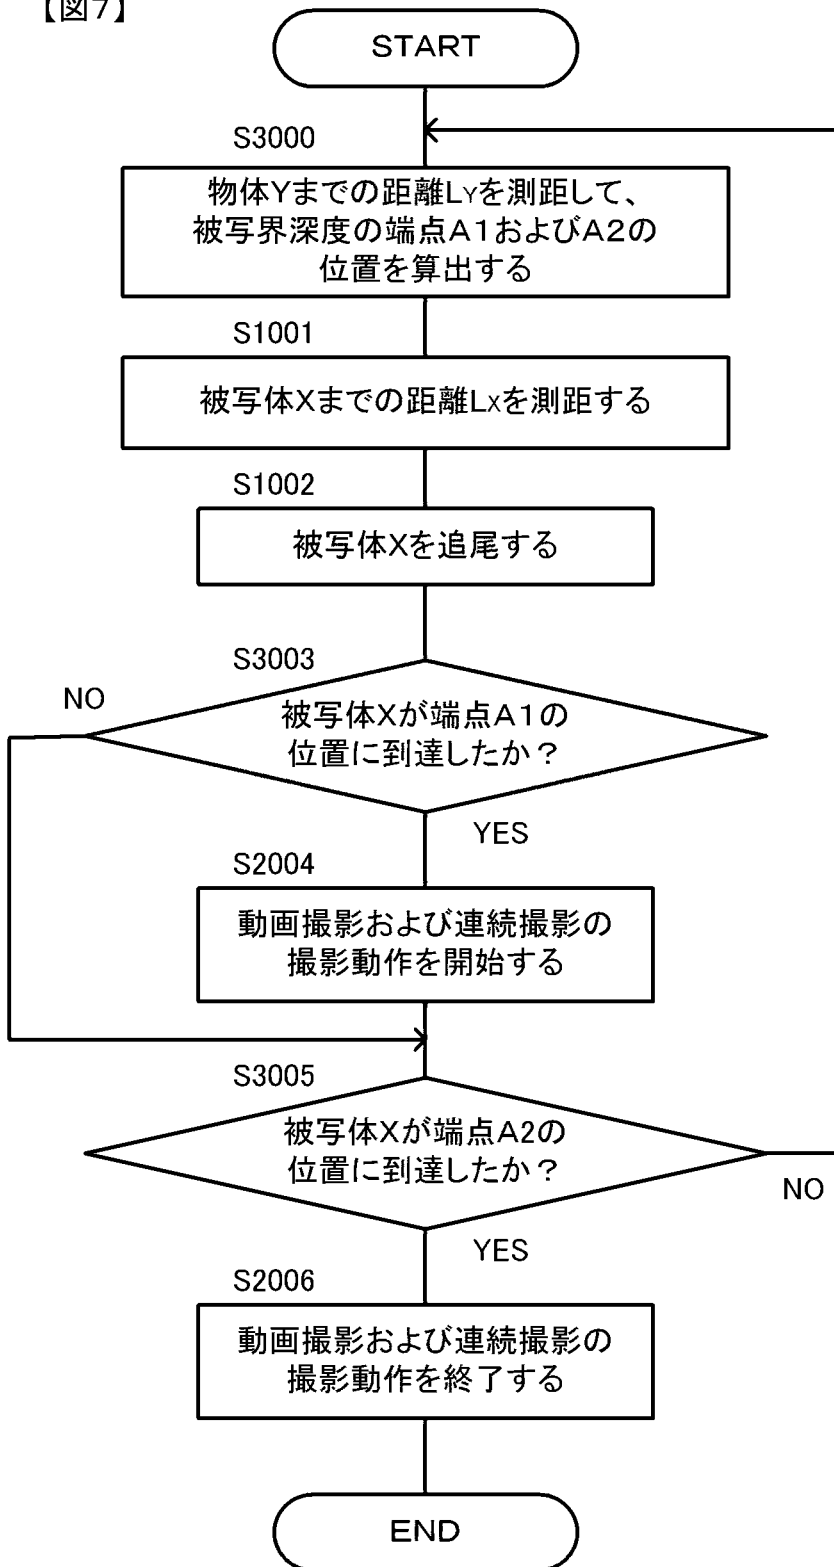 【図7】
START
S3000
物体Yまでの距離LYを測距して、
被写界深度の端点A1およびA2の
位置を算出する
S1001
被写体Xまでの距離LXを測距する
S1002
被写体Xを追尾する
S3003
NO
被写体Xが端点A1の
位置に到達したか？
YES
S2004
動画撮影および連続撮影の
撮影動作を開始する
S3005
被写体Xが端点A2の
位置に到達したか？
NO
YES
S2006
動画撮影および連続撮影の
撮影動作を終了する
END